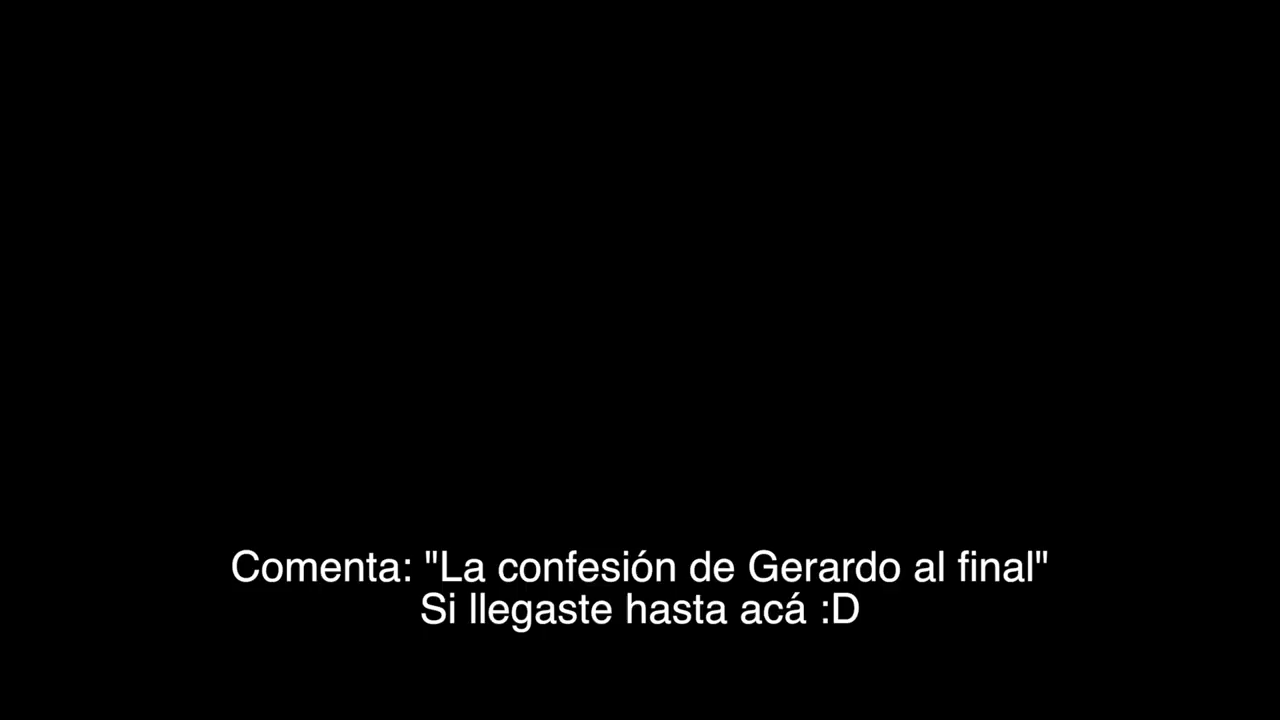 Comenta: "La confesión de Gerardo al final"
Si llegaste hasta acá :D